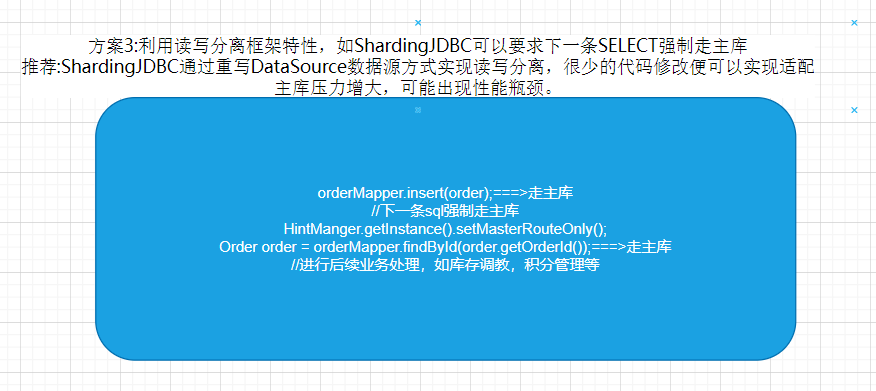 方案3:利用读写分离框架特性，如ShardingJDBC可以要求下一条SELECT强制走主库
推荐:ShardingJDBC通过重写DataSource数据源方式实现读写分离，很少的代码修改便可以实现适配
主库压力增大，可能出现性能瓶颈。
orderMapper.insert(order);===>走主库
//下一条sql强制走主库
HintManger.getInstance().setMasterRouteOnly();
Order order = orderMapper.findById(order.getOrderId());===>走主库
//进行后续业务处理，如库存调教，积分管理等